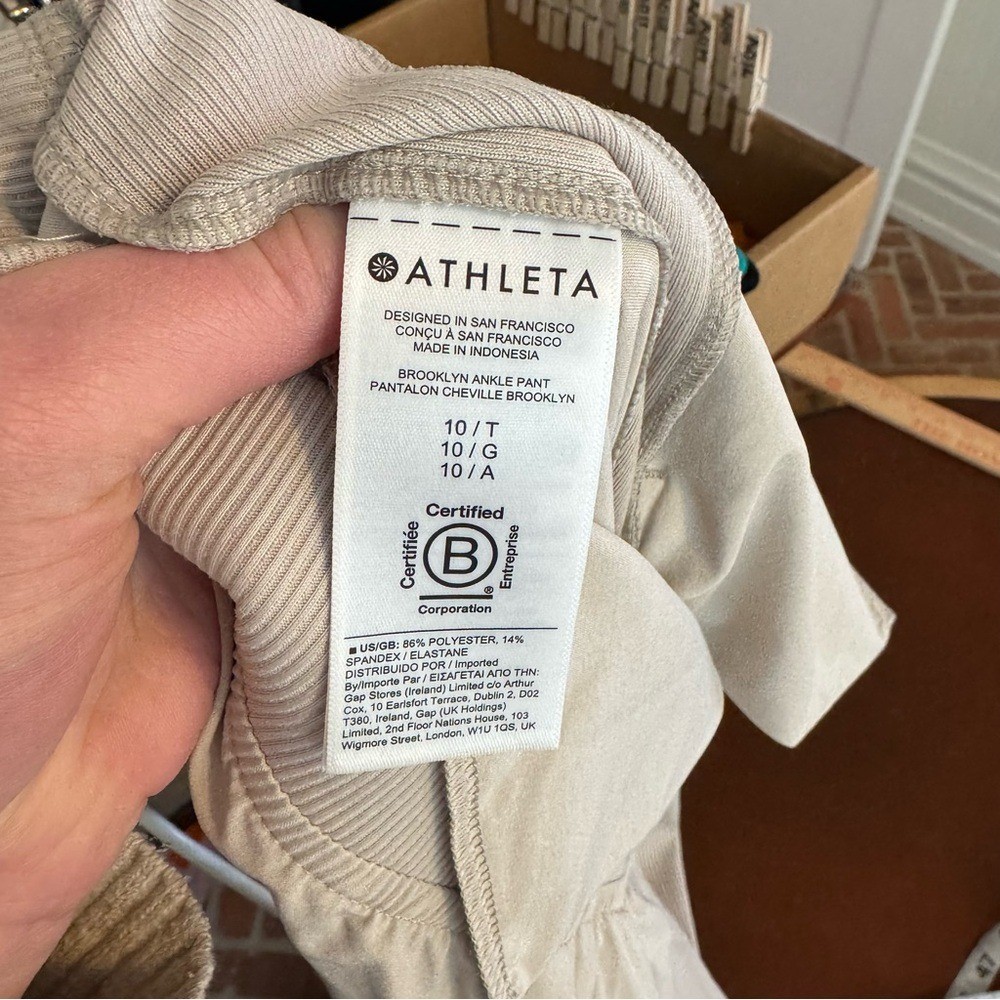 ATHLETA
DESIGNED IN SAN FRANCISCO
CONÇU À SAN FRANCISCO
MADE IN INDONESIA
BROOKLYN ANKLE PANT
PANTALON CHEVILLE BROOKLYN
10 / T
10 / G
10 / A
Certified
Certifiée
B
®
Entreprise
Corporation
■ US/GB: 86% POLYESTER, 14%
SPANDEX / ELASTANE
DISTRIBUIDO POR / Imported
By/Importe Par / ΕΙΣΑΓΕΤΑΙ ΑΠΟ ΤΗΝ:
Gap Stores (Ireland) Limited c/o Arthur
Cox, 10 Earlsfort Terrace, Dublin 2, D02
T380, Ireland, Gap (UK Holdings)
Limited, 2nd Floor Nations House, 103
Wigmore Street, London, W1U 1QS, UK
47